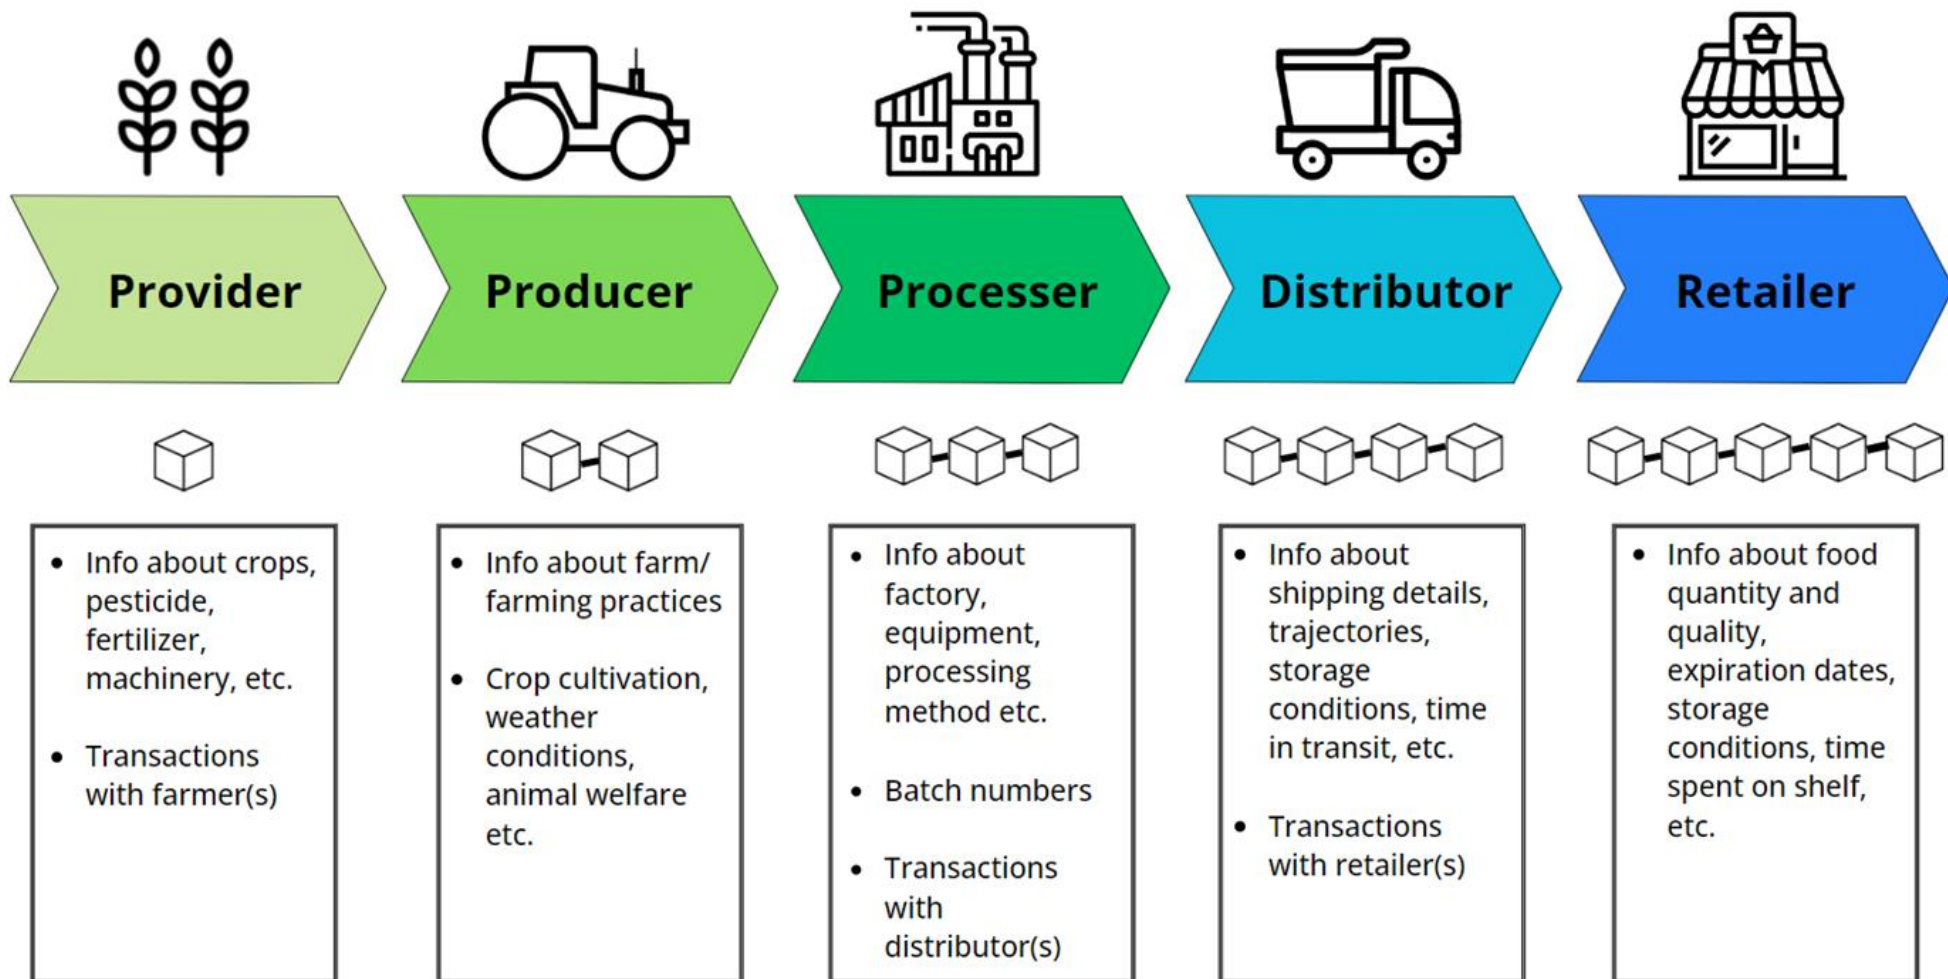 Provider
Producer
Processer
Distributor
Retailer
• Info about crops,
pesticide,
fertilizer,
machinery, etc.
• Transactions
with farmer(s)
• Info about farm/
farming practices
• Crop cultivation,
weather
conditions,
animal welfare
etc.
• Info about
factory,
equipment,
processing
method etc.
• Batch numbers
• Transactions
with
distributor(s)
• Info about
shipping details,
trajectories,
storage
conditions, time
in transit, etc.
• Transactions
with retailer(s)
• Info about food
quantity and
quality,
expiration dates,
storage
conditions, time
spent on shelf,
etc.